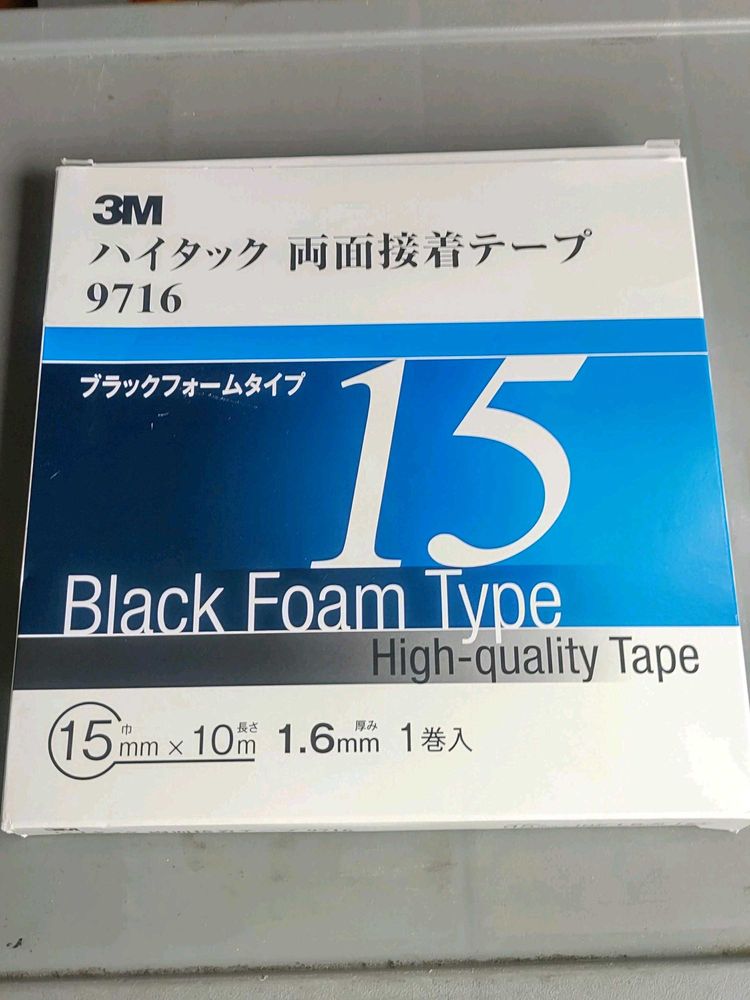 3M
ハイタック 両面接着テープ
9716
ブラックフォームタイプ
15
Black Foam Type
High-quality Tape
15巾mm×10長さm 1.6厚みmm 1巻入
3M